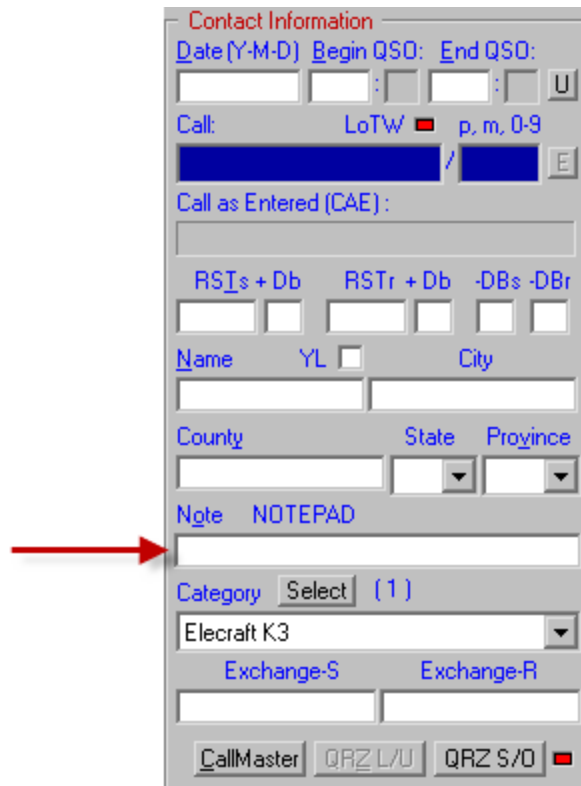 Contact Information
Date (Y-M-D) Begin QSO: End QSO:
: : U
Call: LoTW p, m, 0-9
/ E
Call as Entered (CAE) :
RSTs + Db RSTr + Db -DBs -DBr
Name YL City
County State Province
Note NOTEPAD
Category Select ( 1 )
Elecraft K3
Exchange-S Exchange-R
CallMaster QRZ L/U QRZ S/O